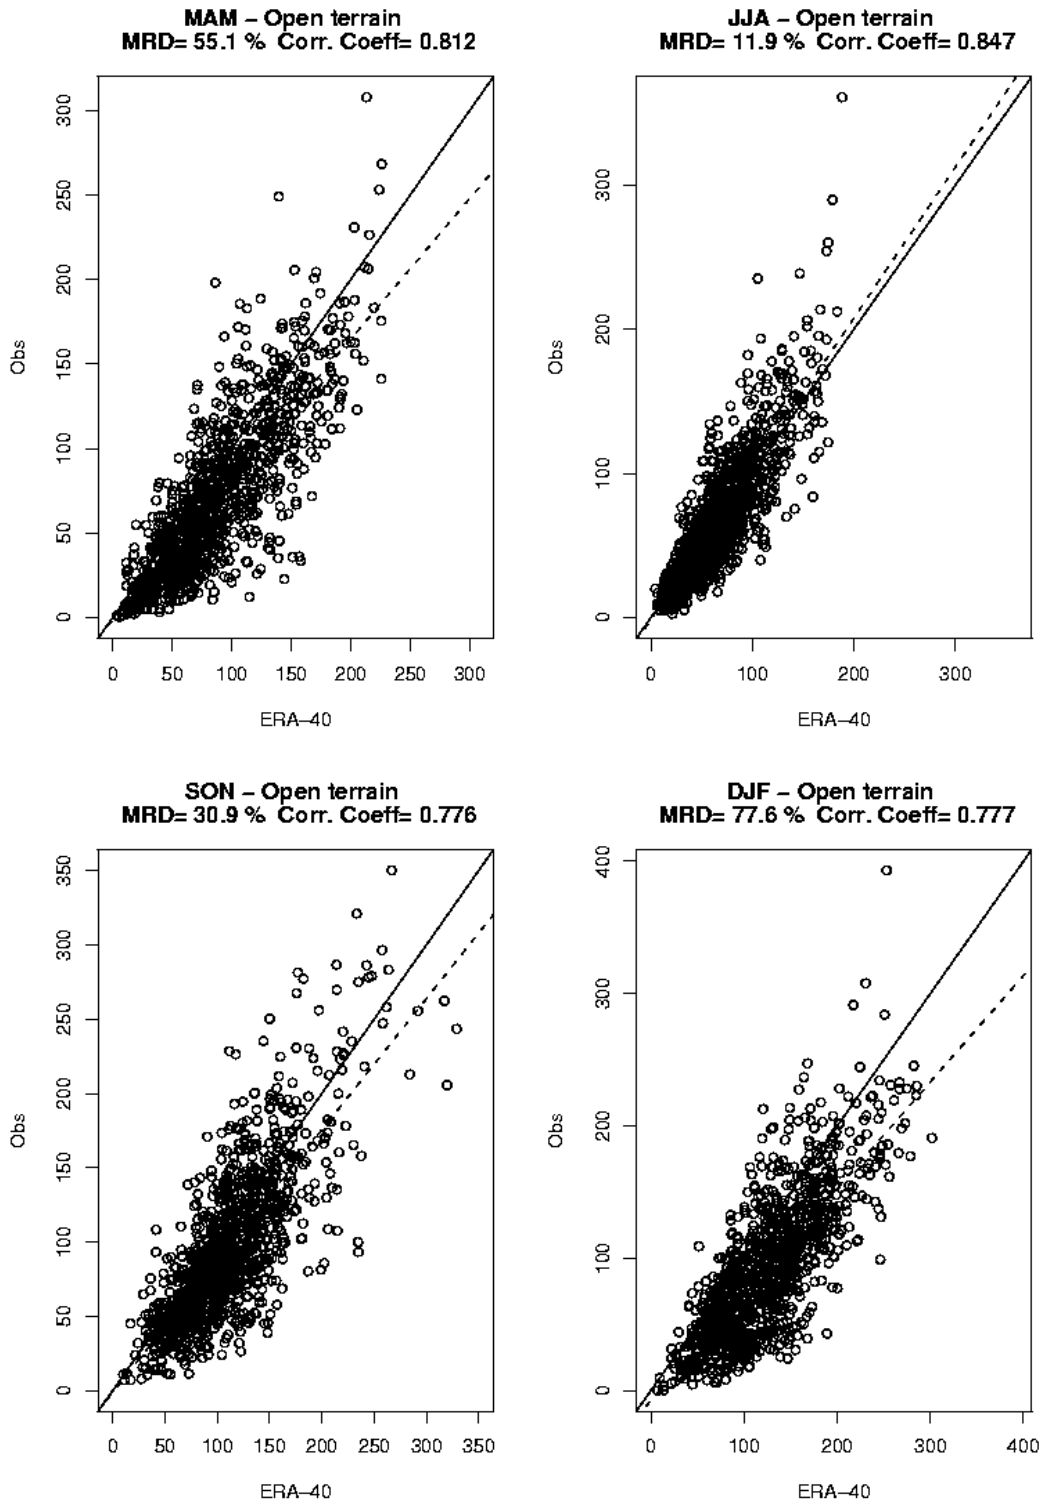 MAM – Open terrain
MRD= 55.1 % Corr. Coeff= 0.812
Obs
0 50 100 150 200 250 300
0 50 100 150 200 250 300
ERA–40
JJA – Open terrain
MRD= 11.9 % Corr. Coeff= 0.847
Obs
0 100 200 300
0 100 200 300
ERA–40
SON – Open terrain
MRD= 30.9 % Corr. Coeff= 0.776
Obs
0 50 100 150 200 250 300 350
0 50 100 150 200 250 300 350
ERA–40
DJF – Open terrain
MRD= 77.6 % Corr. Coeff= 0.777
Obs
0 100 200 300 400
0 100 200 300 400
ERA–40